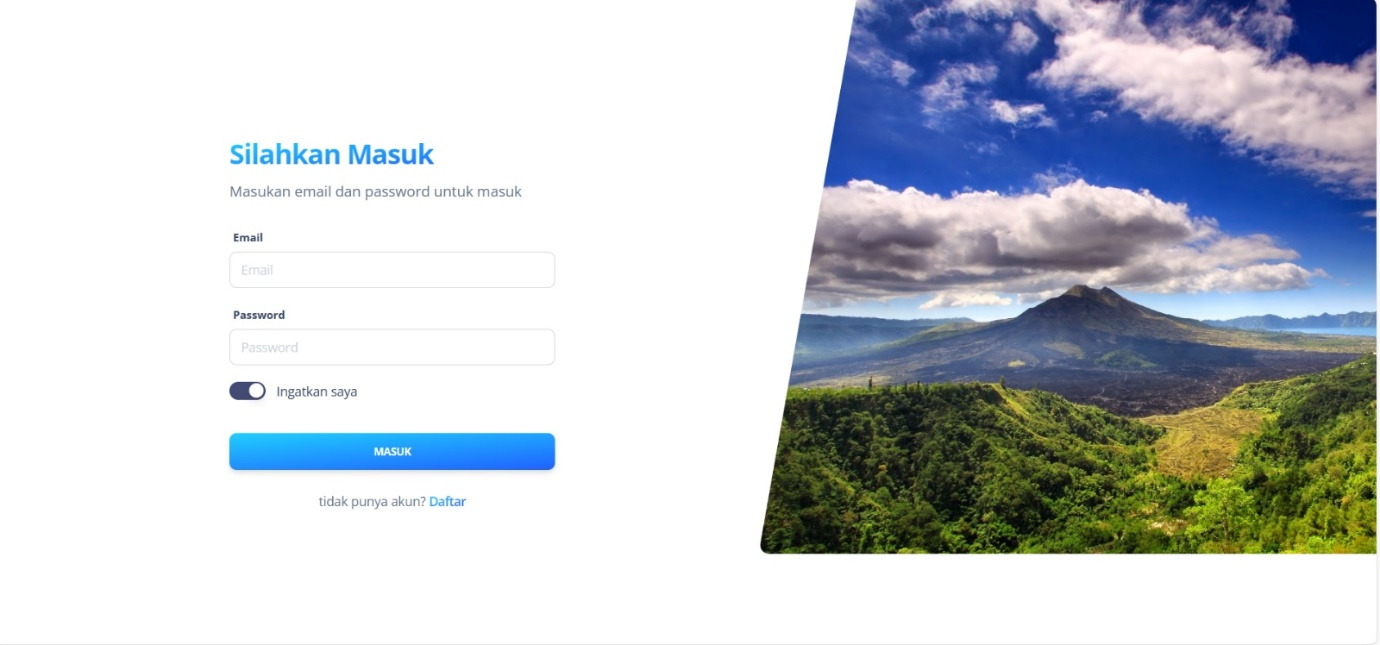 Silahkan Masuk
Masukan email dan password untuk masuk
Email
Email
Password
Password
Ingatkan saya
MASUK
tidak punya akun? Daftar